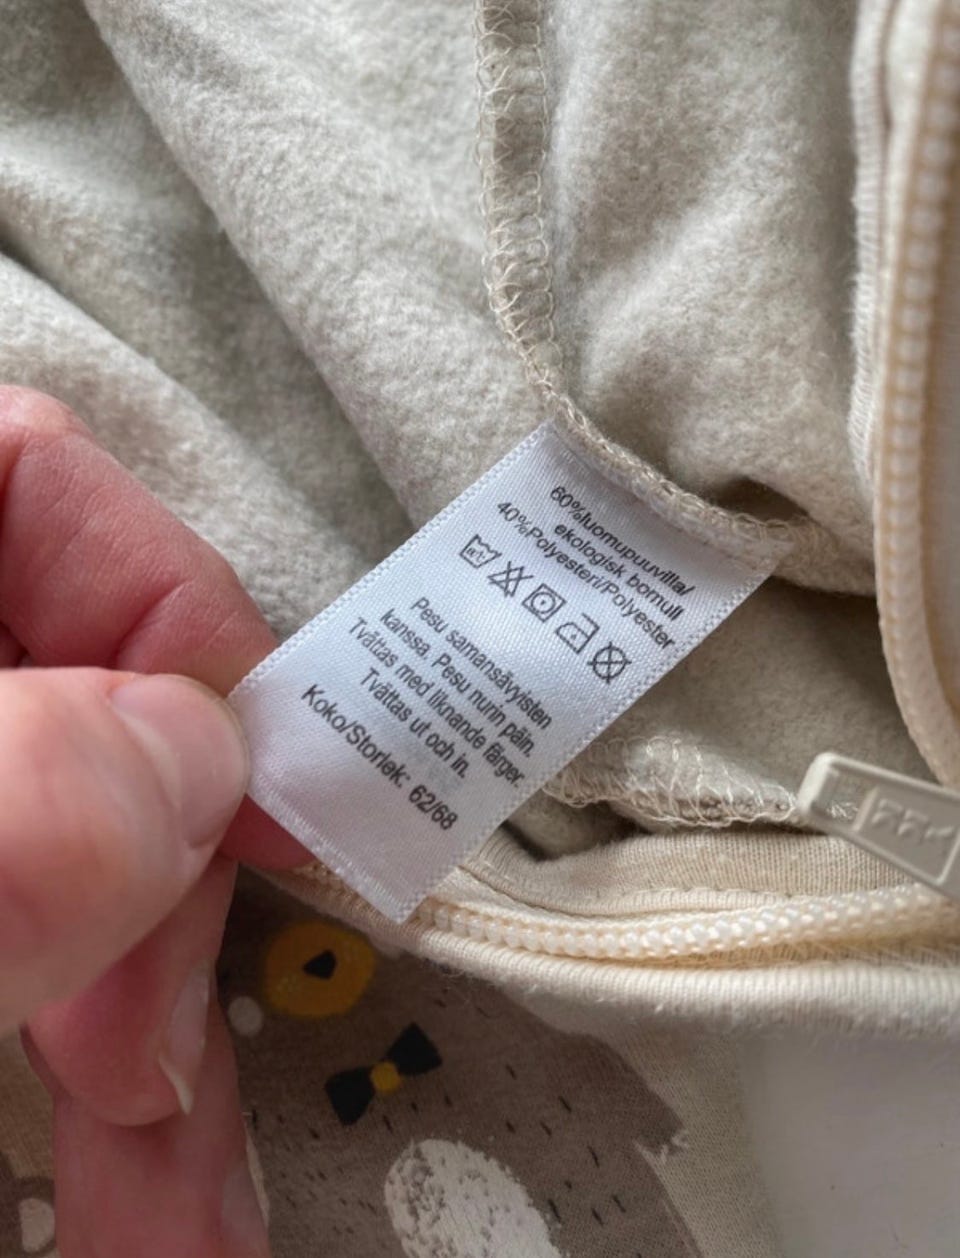 60%luomupuuvilla/
ekologisk bomull
40%Polyesteri/Polyester
Pesu samansävyisten
kanssa. Pesu nurin päin.
Tvättas med liknande färger.
Tvättas ut och in.
Koko/Storlek: 62/68